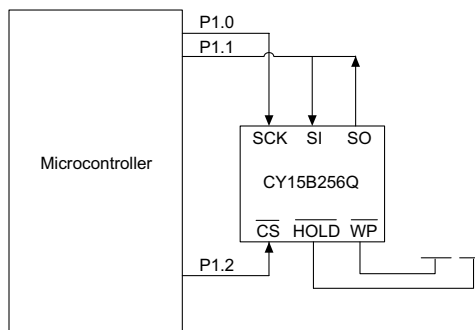 P1.0
P1.1
SCK SI SO
Microcontroller
CY15B256Q
CS HOLD WP
P1.2